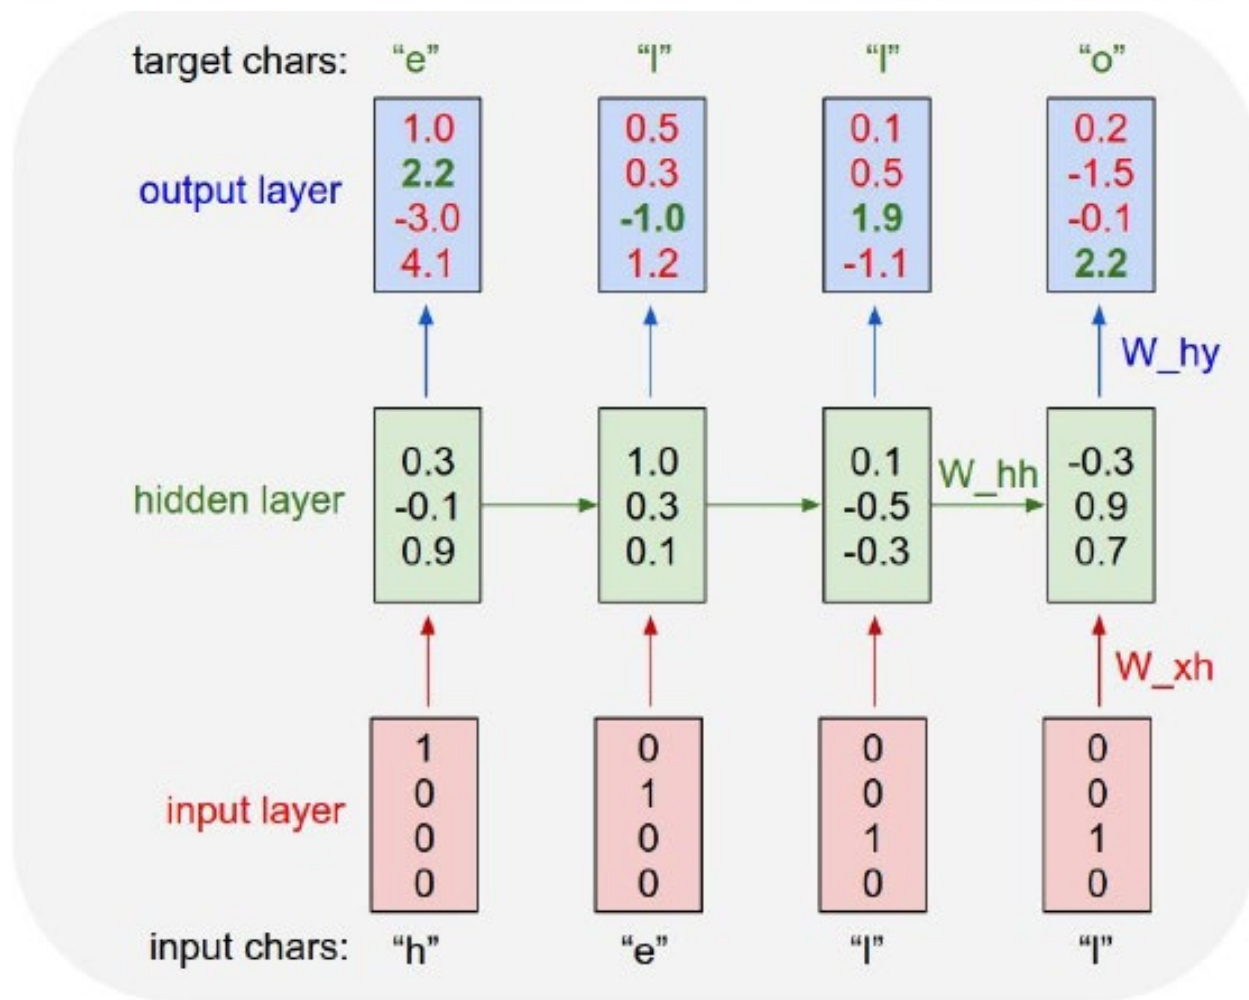 target chars: “e” “l” “l” “o”
1.0 0.5 0.1 0.2
2.2 0.3 0.5 -1.5
output layer
-3.0 -1.0 1.9 -0.1
4.1 1.2 -1.1 2.2
W_hy
0.3 1.0 0.1 -0.3
W_hh
hidden layer
-0.1 0.3 -0.5 0.9
0.9 0.1 -0.3 0.7
W_xh
1 0 0 0
0 1 0 0
input layer
0 0 1 1
0 0 0 0
input chars: “h” “e” “l” “l”